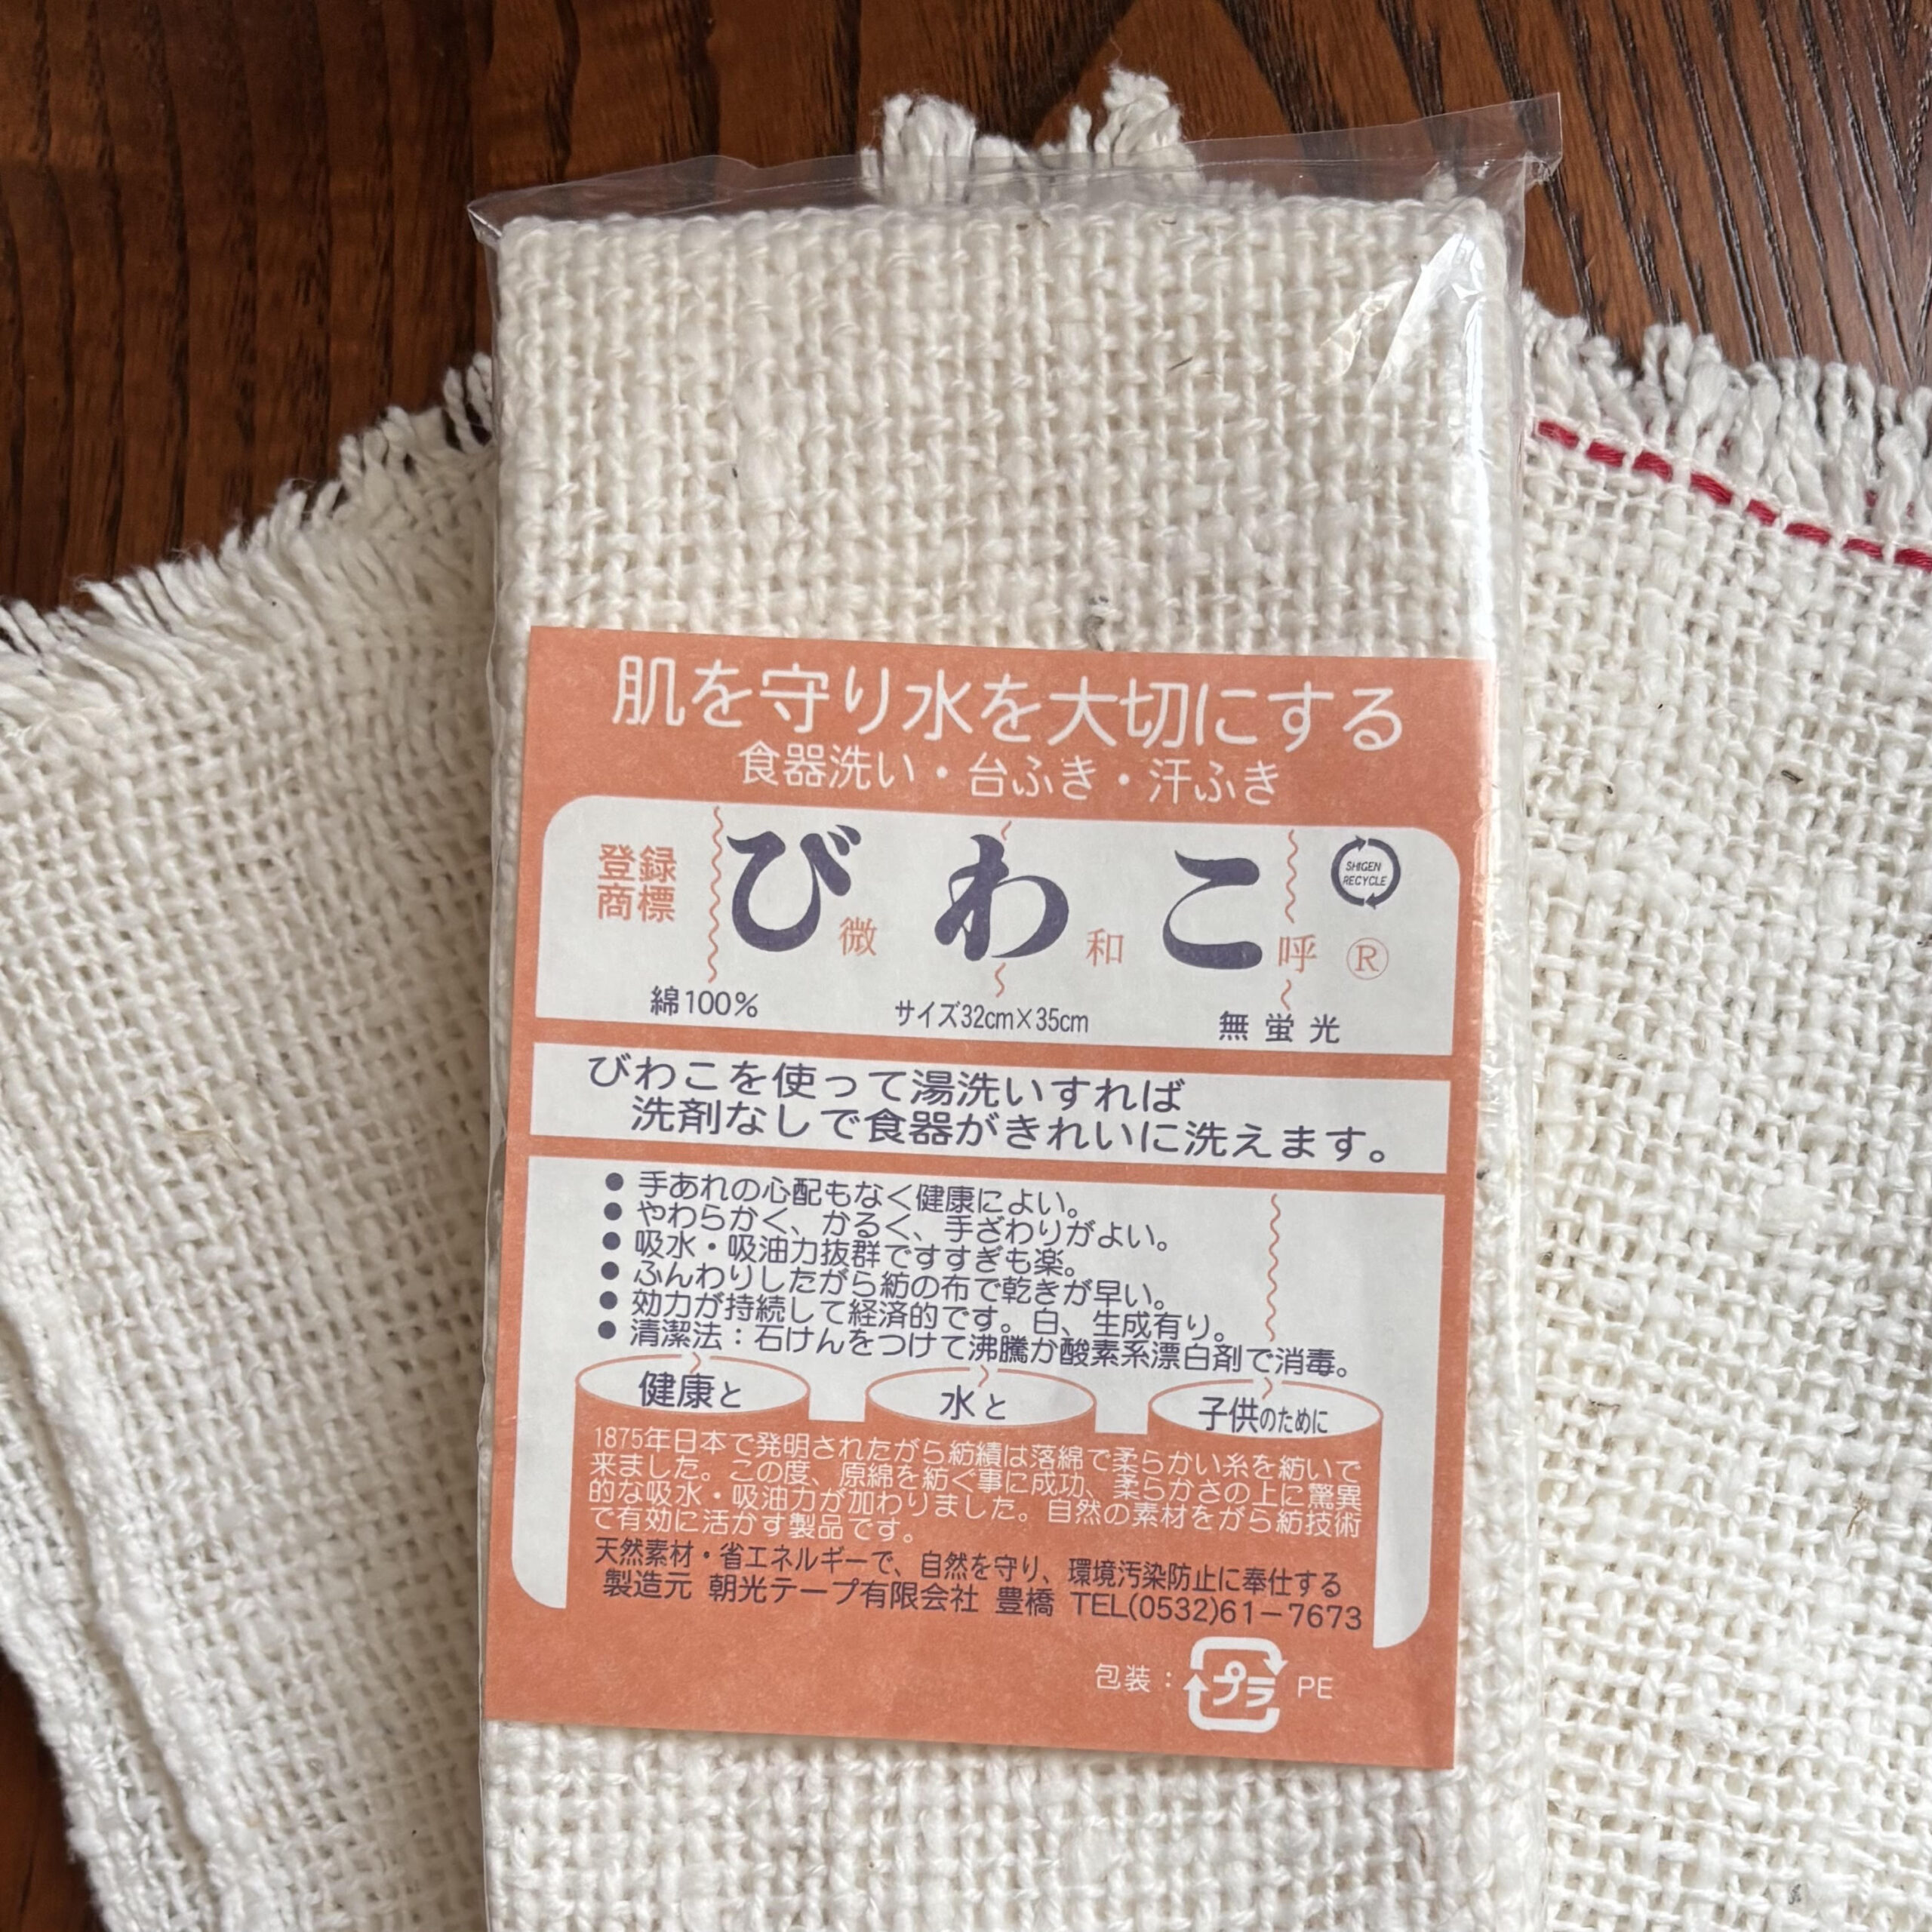 肌を守り水を大切にする
食器洗い・台ふき・汗ふき
登録
商標
びわこ
微 和 呼 ®
SHIGEN
RECYCLE
綿100% サイズ32cm×35cm 無蛍光
びわこを使って湯洗いすれば
洗剤なしで食器がきれいに洗えます。
● 手あれの心配もなく健康によい。
● やわらかく、かるく、手ざわりがよい。
● 吸水・吸油力抜群ですすぎも楽。
● ふんわりしたがら紡の布で乾きが早い。
● 効力が持続して経済的です。白、生成有り。
● 清潔法：石けんをつけて沸騰か酸素系漂白剤で消毒。
健康と 水と 子供のために
1875年日本で発明されたがら紡績は落綿で柔らかい糸を紡いで
来ました。この度、原綿を紡ぐ事に成功、柔らかさの上に驚異
的な吸水・吸油力が加わりました。自然の素材をがら紡技術
で有効に活かす製品です。
天然素材・省エネルギーで、自然を守り、環境汚染防止に奉仕する
製造元 朝光テープ有限会社 豊橋 TEL(0532)61－7673
包装： プラ PE